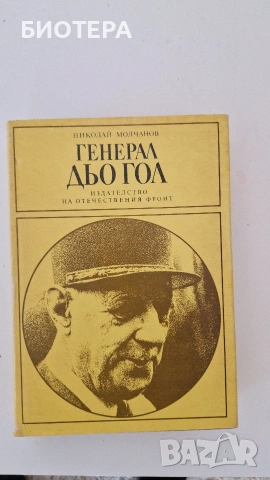 БИОТЕРА
НИКОЛАЙ МОЛЧАНОВ
ГЕНЕРАЛ
ДЬО ГОЛ
ИЗДАТЕЛСТВО
НА ОТЕЧЕСТВЕНИЯ ФРОНТ
BAZAR
bg